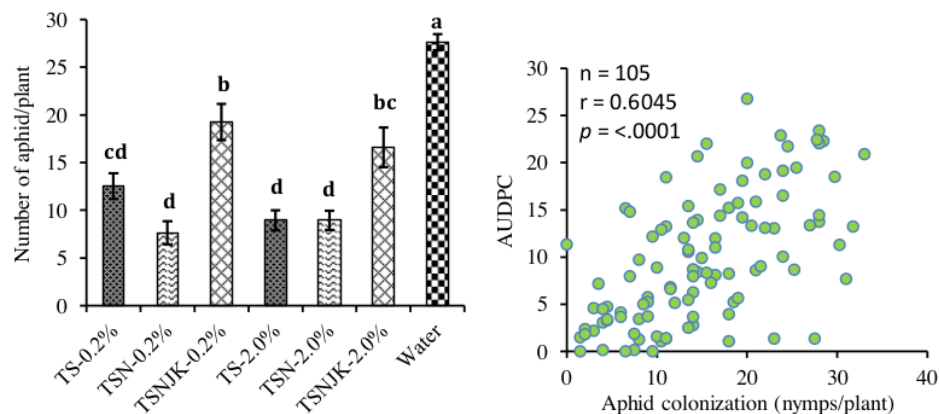 30
25
20
15
10
5
0
Number of aphid/plant
cd
d
b
d
d
bc
a
TS-0.2%
TSN-0.2%
TSNJK-0.2%
TS-2.0%
TSN-2.0%
TSNJK-2.0%
Water
30
25
20
15
10
5
0
AUDPC
n = 105
r = 0.6045
p = <.0001
0 10 20 30 40
Aphid colonization (nymps/plant)